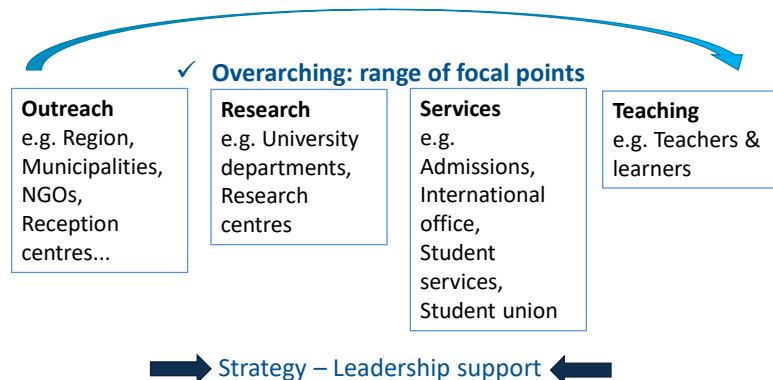 ✓ Overarching: range of focal points
Outreach
e.g. Region,
Municipalities,
NGOs,
Reception
centres...
Research
e.g. University
departments,
Research
centres
Services
e.g.
Admissions,
International
office,
Student
services,
Student union
Teaching
e.g. Teachers &
learners
Strategy – Leadership support